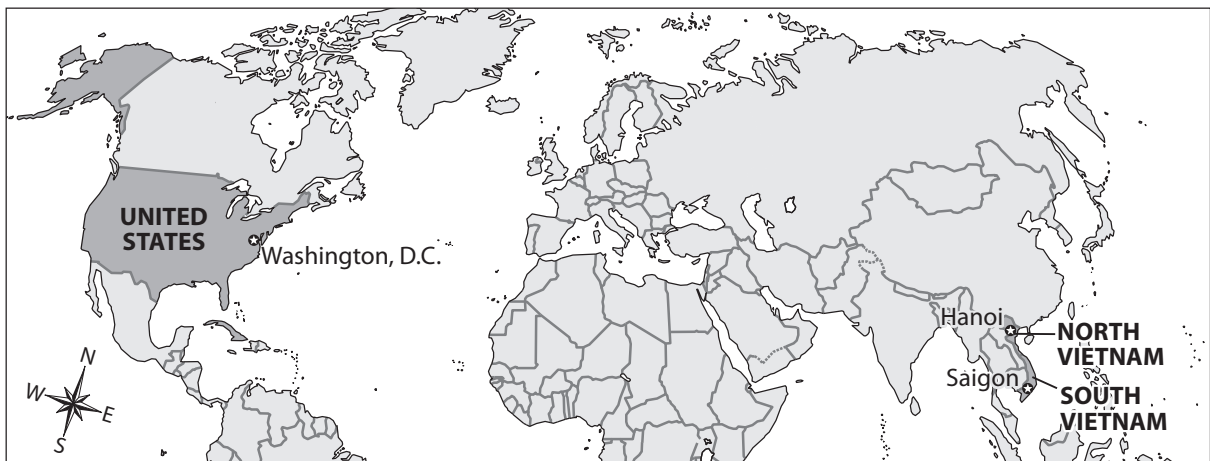 UNITED
STATES
Washington, D.C.
Hanoi
NORTH
VIETNAM
Saigon
SOUTH
VIETNAM
N
W
E
S